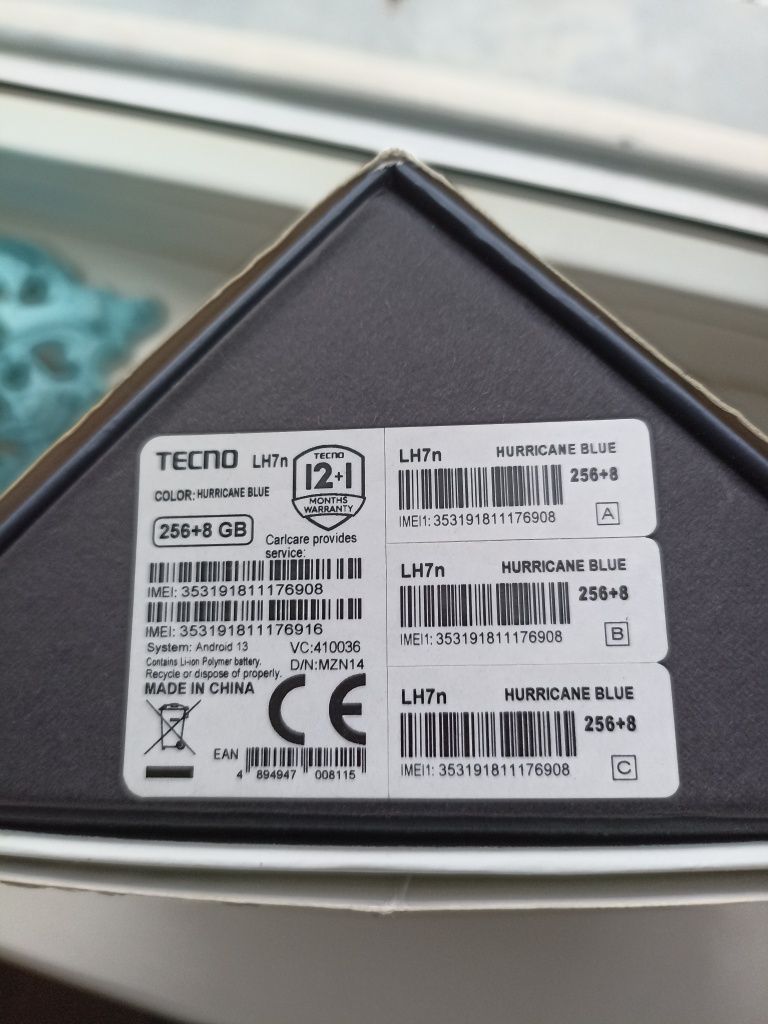 TECNO LH7n
TECNO
12+1
MONTHS
WARRANTY
COLOR: HURRICANE BLUE
256+8 GB
Carlcare provides
service:
IMEI: 353191811176908
IMEI: 353191811176916
System: Android 13 VC:410036
Contains Li-ion Polymer battery. D/N:MZN14
Recycle or dispose of properly.
MADE IN CHINA
CE
EAN
4 894947 008115
LH7n HURRICANE BLUE
256+8
IMEI1: 353191811176908 A
LH7n HURRICANE BLUE
256+8
IMEI1: 353191811176908 B
LH7n HURRICANE BLUE
256+8
IMEI1: 353191811176908 C